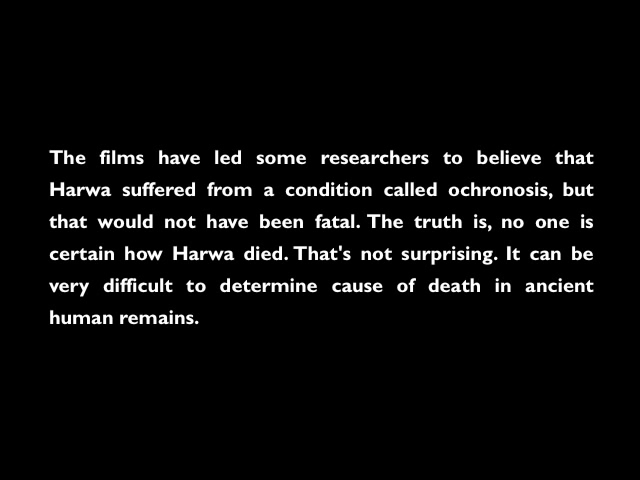 The films have led some researchers to believe that
Harwa suffered from a condition called ochronosis, but
that would not have been fatal. The truth is, no one is
certain how Harwa died. That's not surprising. It can be
very difficult to determine cause of death in ancient
human remains.